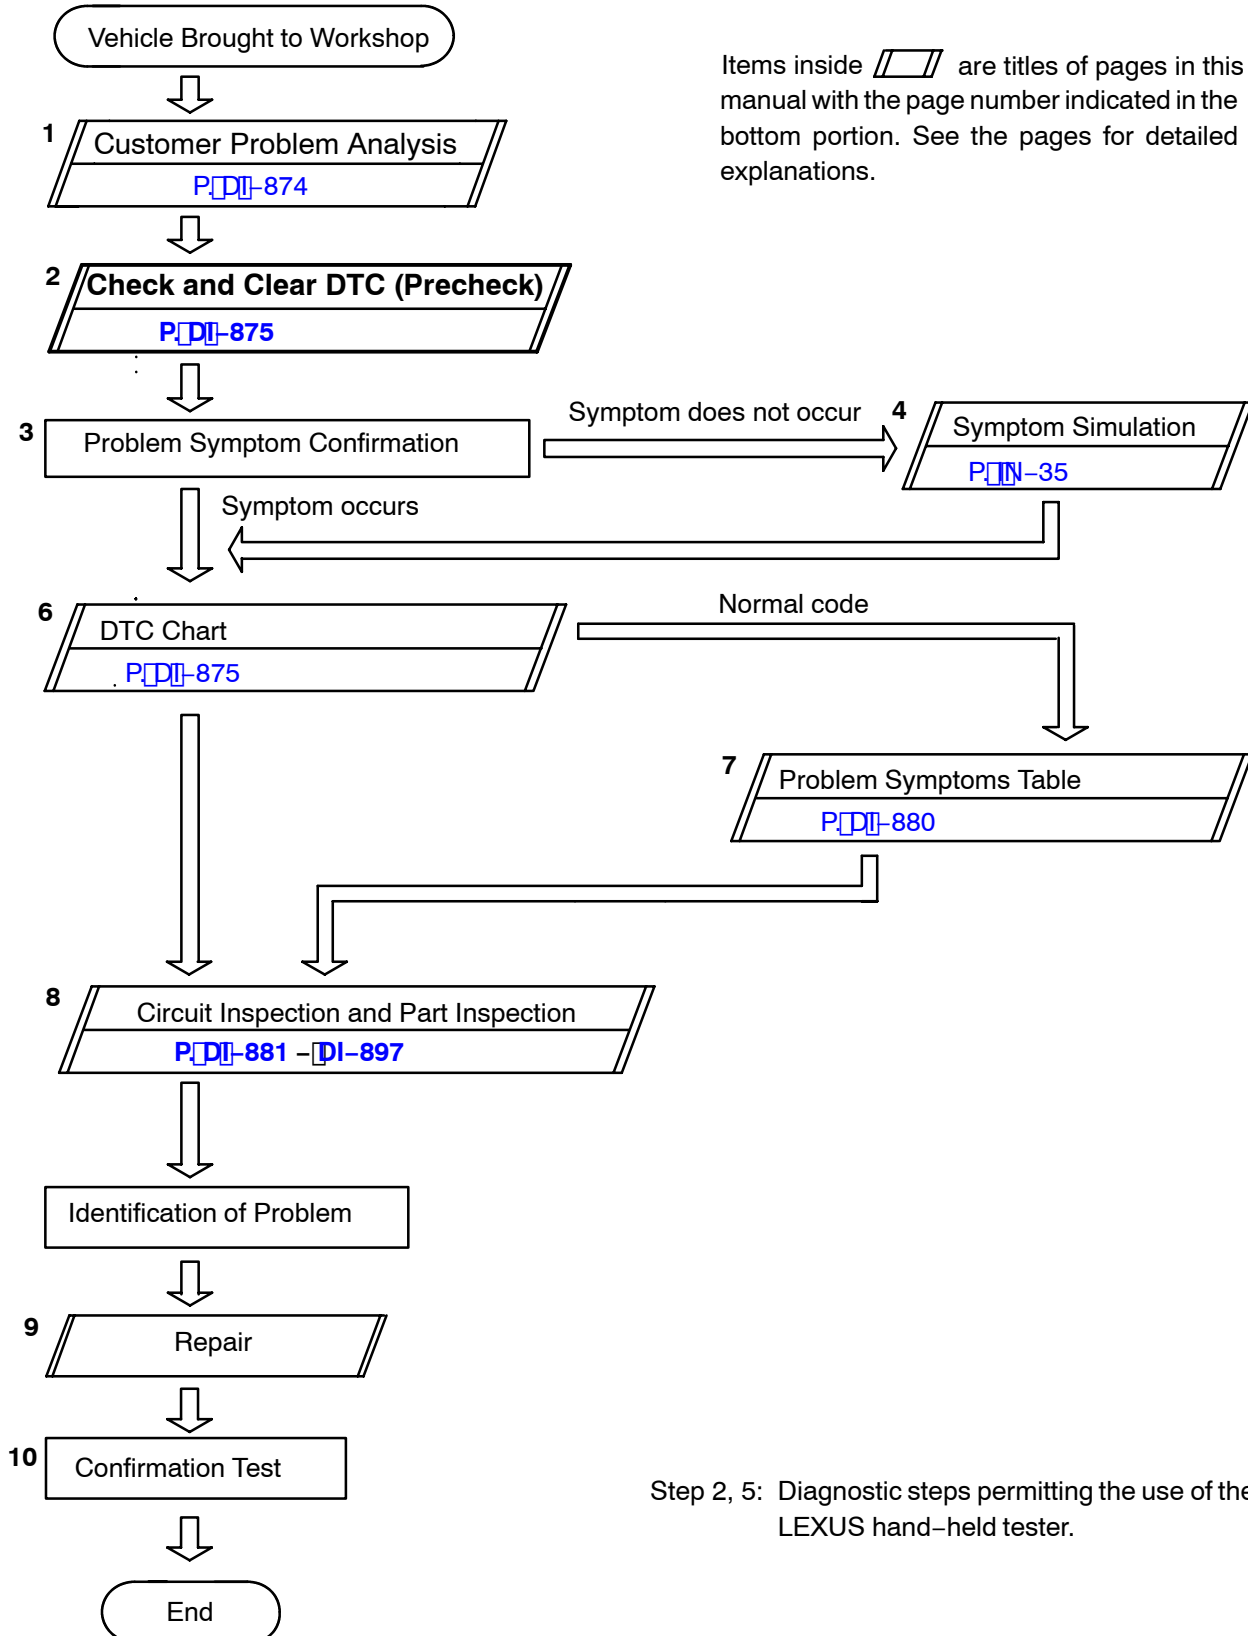 Vehicle Brought to Workshop
Items inside are titles of pages in this
manual with the page number indicated in the
bottom portion. See the pages for detailed
explanations.
1
Customer Problem Analysis
P. DI–874
2
Check and Clear DTC (Precheck)
P. DI–875
3
Problem Symptom Confirmation
Symptom does not occur
4
Symptom Simulation
P. IN–35
Symptom occurs
6
DTC Chart
P. DI–875
Normal code
7
Problem Symptoms Table
P. DI–880
8
Circuit Inspection and Part Inspection
P. DI–881 – DI–897
Identification of Problem
9
Repair
10
Confirmation Test
Step 2, 5: Diagnostic steps permitting the use of the
LEXUS hand–held tester.
End